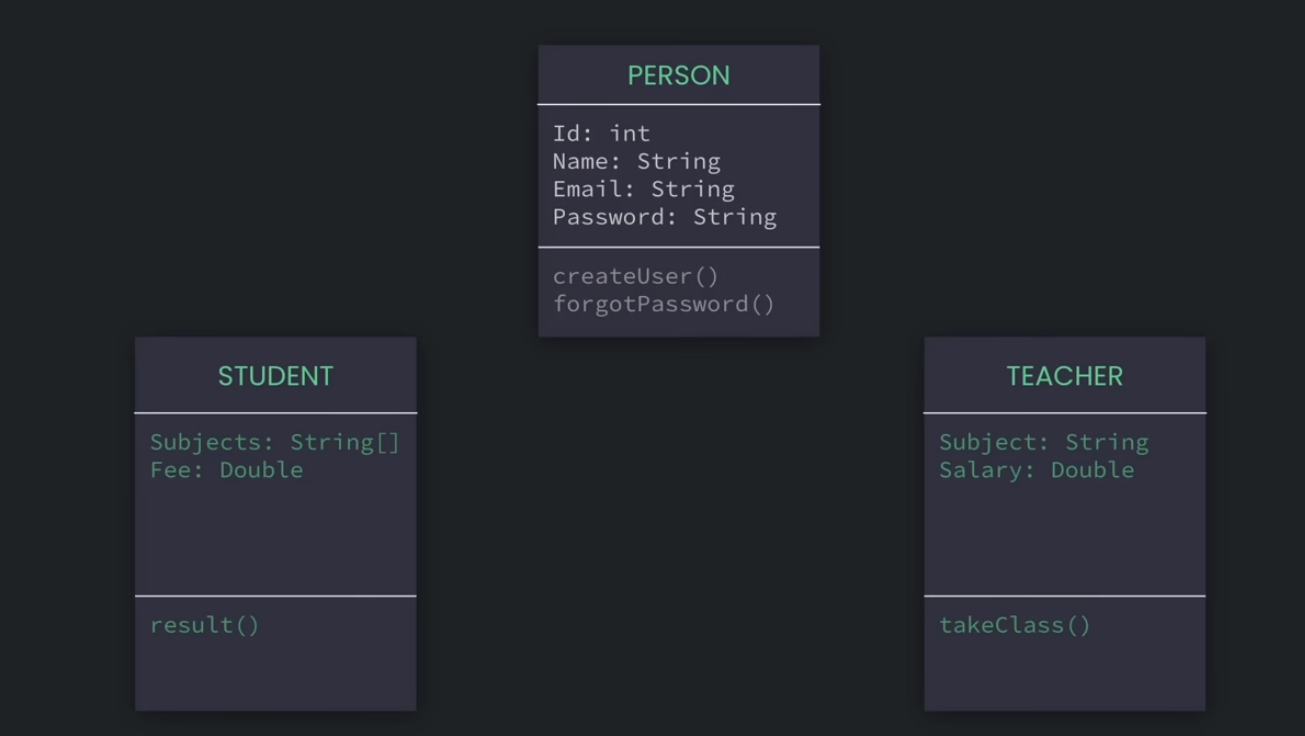 PERSON
Id: int
Name: String
Email: String
Password: String
createUser()
forgotPassword()
STUDENT
Subjects: String[]
Fee: Double
result()
TEACHER
Subject: String
Salary: Double
takeClass()